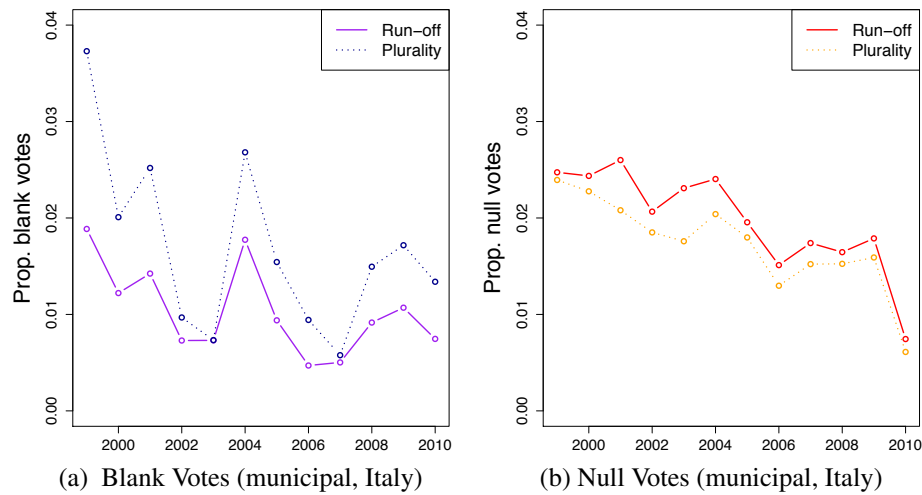 Run−off
Plurality
Prop. blank votes
0.00
0.01
0.02
0.03
0.04
2000 2002 2004 2006 2008 2010
(a) Blank Votes (municipal, Italy)
Run−off
Plurality
Prop. null votes
0.00
0.01
0.02
0.03
0.04
2000 2002 2004 2006 2008 2010
(b) Null Votes (municipal, Italy)